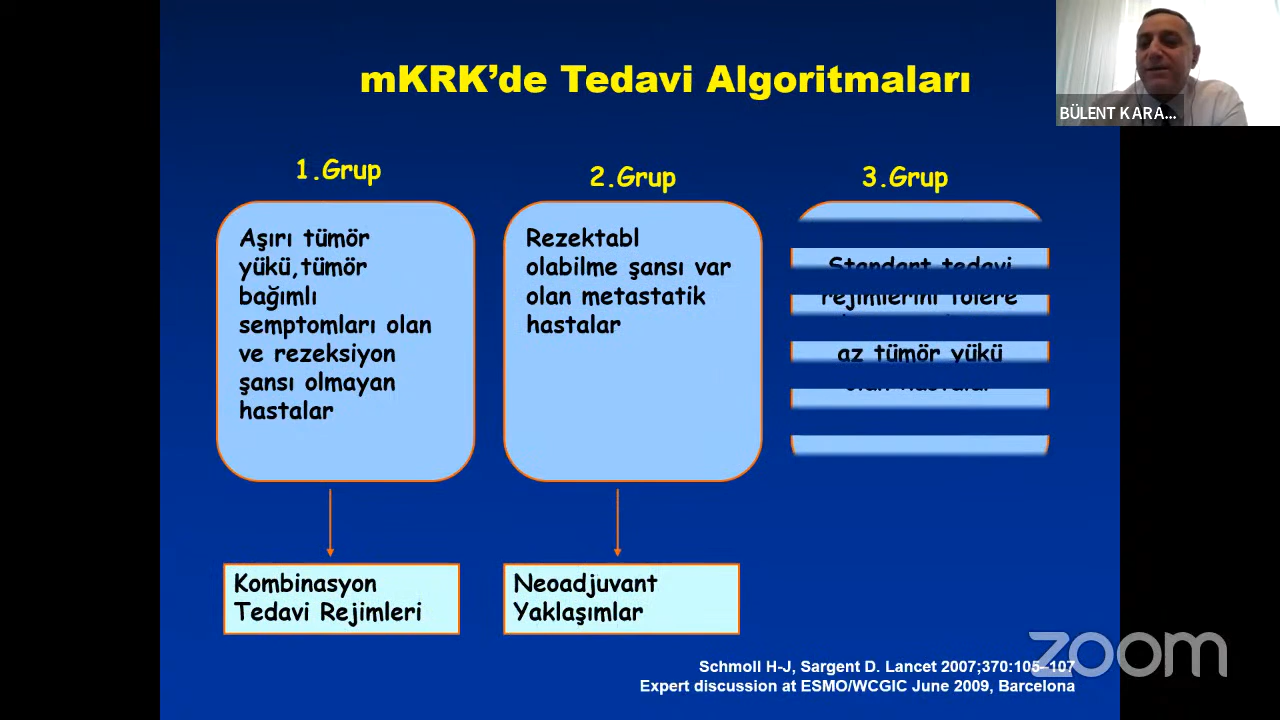 mKRK’de Tedavi Algoritmaları
BÜLENT KARA...
1.Grup
2.Grup
3.Grup
Aşırı tümör
yükü,tümör
bağımlı
semptomları olan
ve rezeksiyon
şansı olmayan
hastalar
Rezektabl
olabilme şansı var
olan metastatik
hastalar
Standart tedavi
rejimlerini tolere
az tümör yükü
olan hastalar
Kombinasyon
Tedavi Rejimleri
Neoadjuvant
Yaklaşımlar
Schmoll H-J, Sargent D. Lancet 2007;370:105–107
Expert discussion at ESMO/WCGIC June 2009, Barcelona
zoom